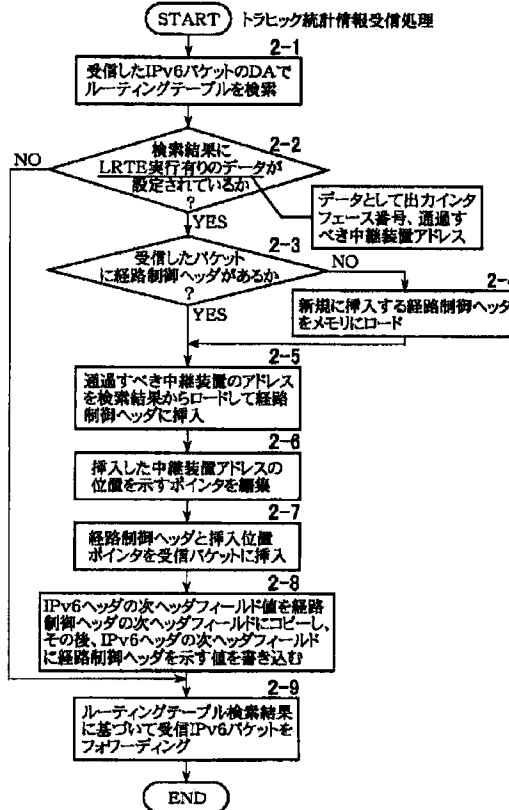 START
トラヒック統計情報受信処理
2-1
受信したIPv6パケットのDAで
ルーティングテーブルを検索
2-2
検索結果に
LRTE実行有りのデータが
設定されているか
?
NO
YES
データとして出力インタ
フェース番号、通過す
べき中継装置アドレス
2-3
受信したパケット
に経路制御ヘッダがあるか
?
NO
YES
新規に挿入する経路制御ヘッダ
をメモリにロード
2-5
通過すべき中継装置のアドレス
を検索結果からロードして経路
制御ヘッダに挿入
2-6
挿入した中継装置アドレスの
位置を示すポインタを編集
2-7
経路制御ヘッダと挿入位置
ポインタを受信パケットに挿入
2-8
IPv6ヘッダの次ヘッダフィールド値を経路
制御ヘッダの次ヘッダフィールドにコピーし、
その後、IPv6ヘッダの次ヘッダフィールド
に経路制御ヘッダを示す値を書き込む
2-9
ルーティングテーブル検索結果
に基づいて受信IPv6パケットを
フォワーディング
END